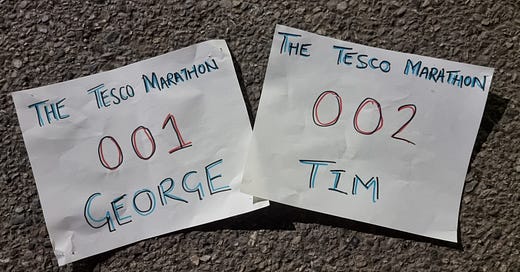 THE TESCO MARATHON
001
GEORGE
THE TESCO MARATHON
002
TIM